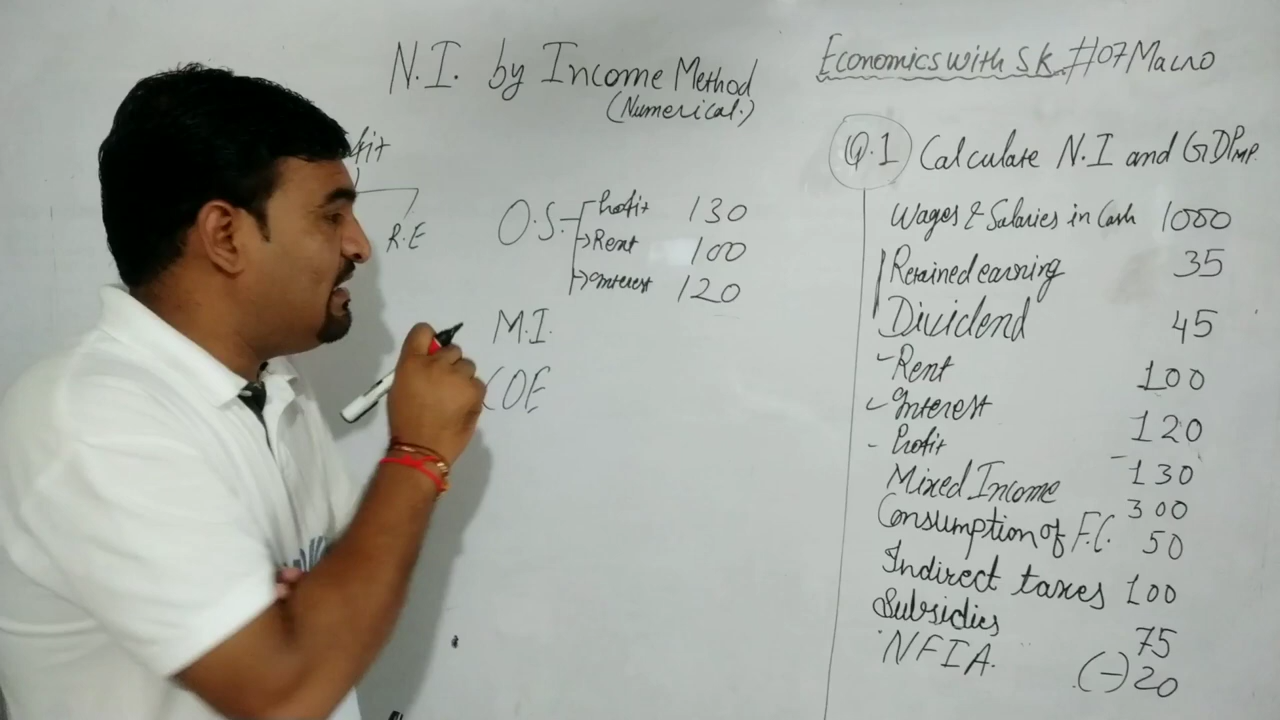 N.I. by Income Method
(Numerical.)
R.E
O.S. Profit 130
Rent 100
Interest 120
M.I.
COE
Economics with S.K. #07 Macro
Q.1 Calculate N.I and GDPMP.
Wages & Salaries in Cash 1000
Retained earning 35
Dividend 45
Rent 100
Interest 120
Profit 130
Mixed Income 300
Consumption of F.C. 50
Indirect taxes 100
Subsidies 75
NFIA. (-) 20